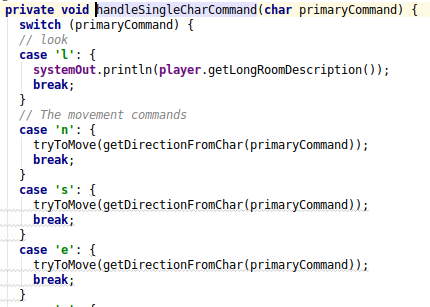 private void handleSingleCharCommand(char primaryCommand) {
switch (primaryCommand) {
// look
case 'l': {
systemOut.println(player.getLongRoomDescription());
break;
}
// The movement commands
case 'n': {
tryToMove(getDirectionFromChar(primaryCommand));
break;
}
case 's': {
tryToMove(getDirectionFromChar(primaryCommand));
break;
}
case 'e': {
tryToMove(getDirectionFromChar(primaryCommand));
break;
}